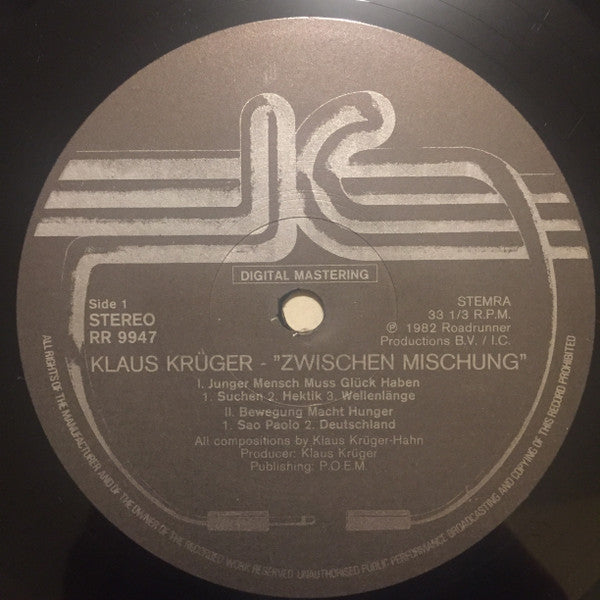 K
DIGITAL MASTERING
Side 1
STEREO
RR 9947
STEMRA
33 1/3 R.P.M.
℗ 1982 Roadrunner
Productions B.V. / I.C.
KLAUS KRÜGER - "ZWISCHEN MISCHUNG"
I. Junger Mensch Muss Glück Haben
1. Suchen 2. Hektik 3. Wellenlänge
II. Bewegung Macht Hunger
1. Sao Paolo 2. Deutschland
All compositions by Klaus Krüger-Hahn
Producer: Klaus Krüger
Publishing: P.O.E.M.
ALL RIGHTS OF THE MANUFACTURER AND OF THE OWNER OF THE RECORDED WORK RESERVED UNAUTHORISED PUBLIC PERFORMANCE BROADCASTING AND COPYING OF THIS RECORD PROHIBITED